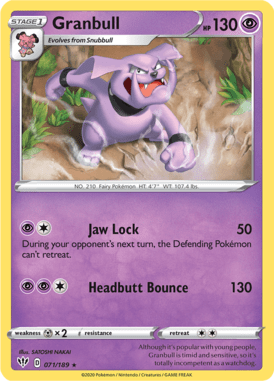 STAGE 1 Granbull HP 130
Evolves from Snubbull
NO. 210 Fairy Pokémon HT. 4'7" WT. 107.4 lbs.
Jaw Lock 50
During your opponent's next turn, the Defending Pokémon
can't retreat.
Headbutt Bounce 130
weakness ×2 resistance retreat
Illus. SATOSHI NAKAI
D 071/189 ★
©2020 Pokémon / Nintendo / Creatures / GAME FREAK
Although it's popular with young people,
Granbull is timid and sensitive, so it's
totally incompetent as a watchdog.